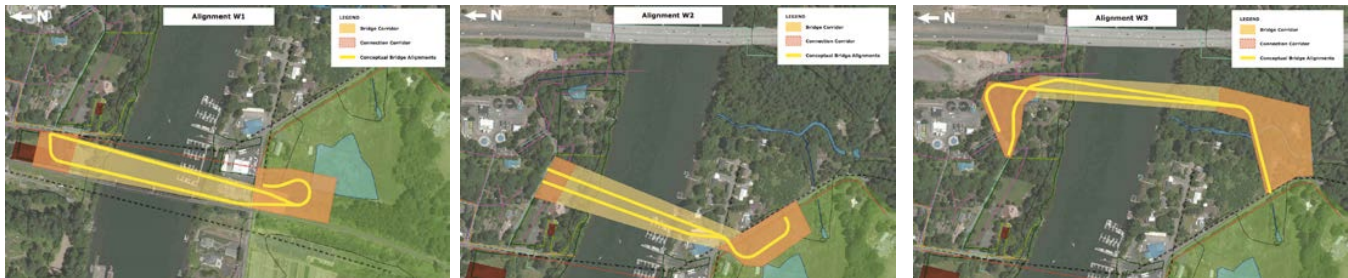 N
Alignment W1
LEGEND
Bridge Corridor
Connection Corridor
Conceptual Bridge Alignments
N
Alignment W2
LEGEND
Bridge Corridor
Connection Corridor
Conceptual Bridge Alignments
N
Alignment W3
LEGEND
Bridge Corridor
Connection Corridor
Conceptual Bridge Alignments